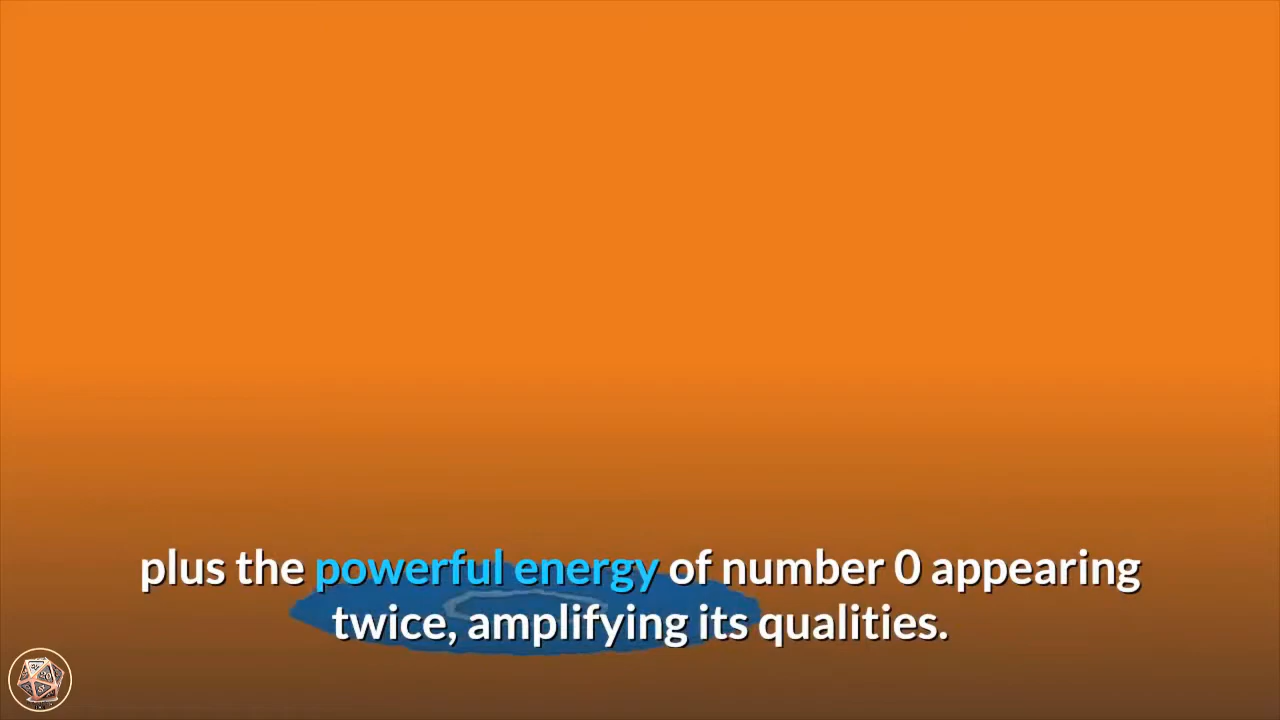 plus the powerful energy of number 0 appearing
twice, amplifying its qualities.